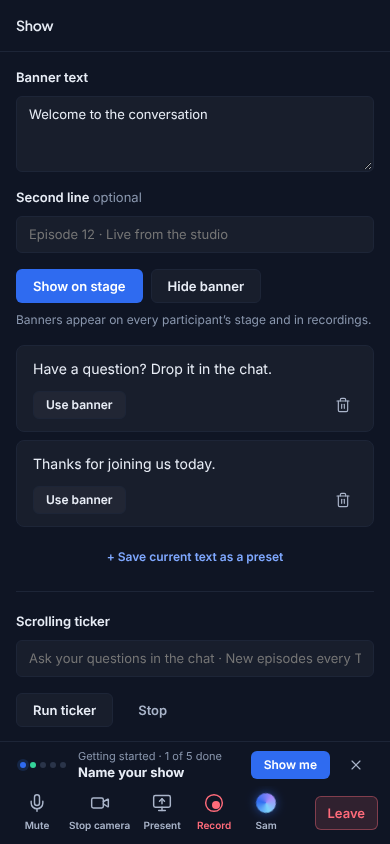 Show
Banner text
Welcome to the conversation
Second line optional
Episode 12 · Live from the studio
Show on stage Hide banner
Banners appear on every participant's stage and in recordings.
Have a question? Drop it in the chat.
Use banner
Thanks for joining us today.
Use banner
+ Save current text as a preset
Scrolling ticker
Ask your questions in the chat · New episodes every T
Run ticker Stop
Getting started · 1 of 5 done
Name your show
Show me
Mute Stop camera Present Record Sam Leave